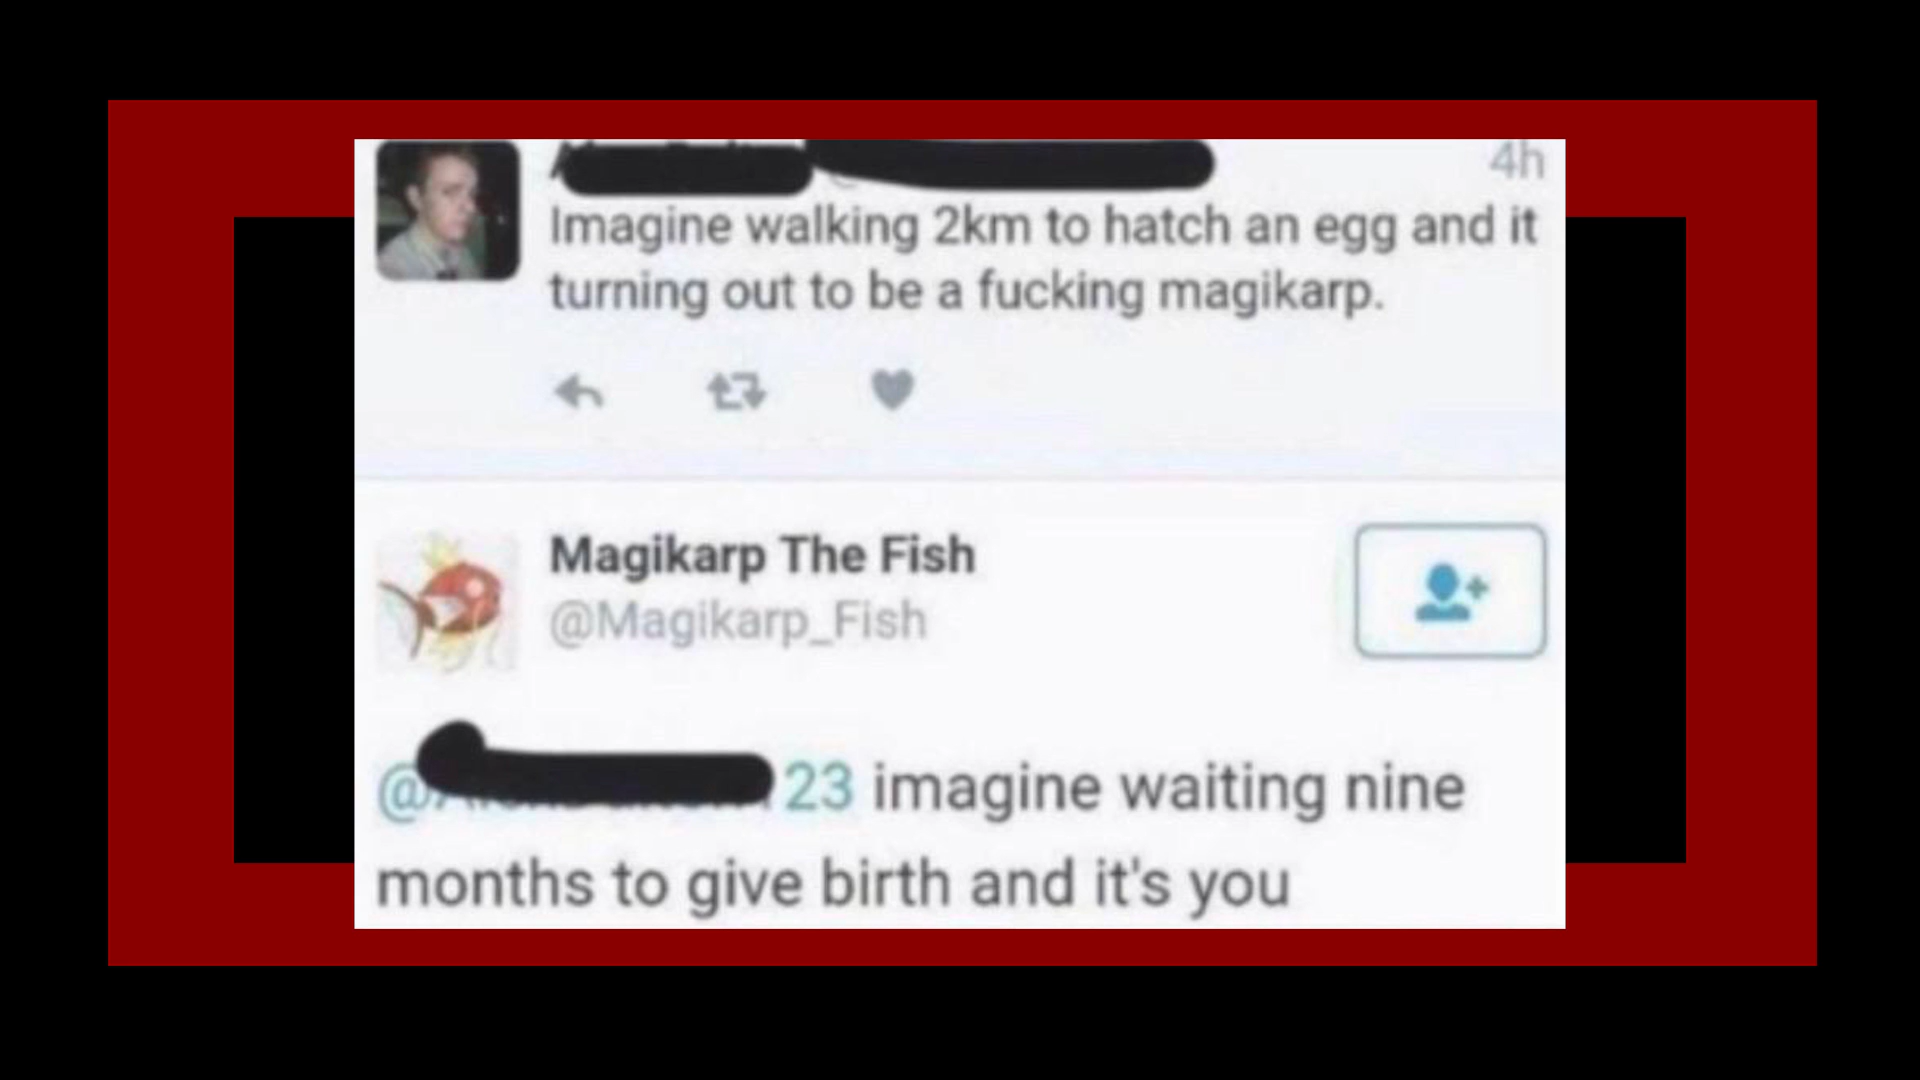 4h
Imagine walking 2km to hatch an egg and it
turning out to be a fucking magikarp.
Magikarp The Fish
@Magikarp_Fish
@ 23 imagine waiting nine
months to give birth and it's you